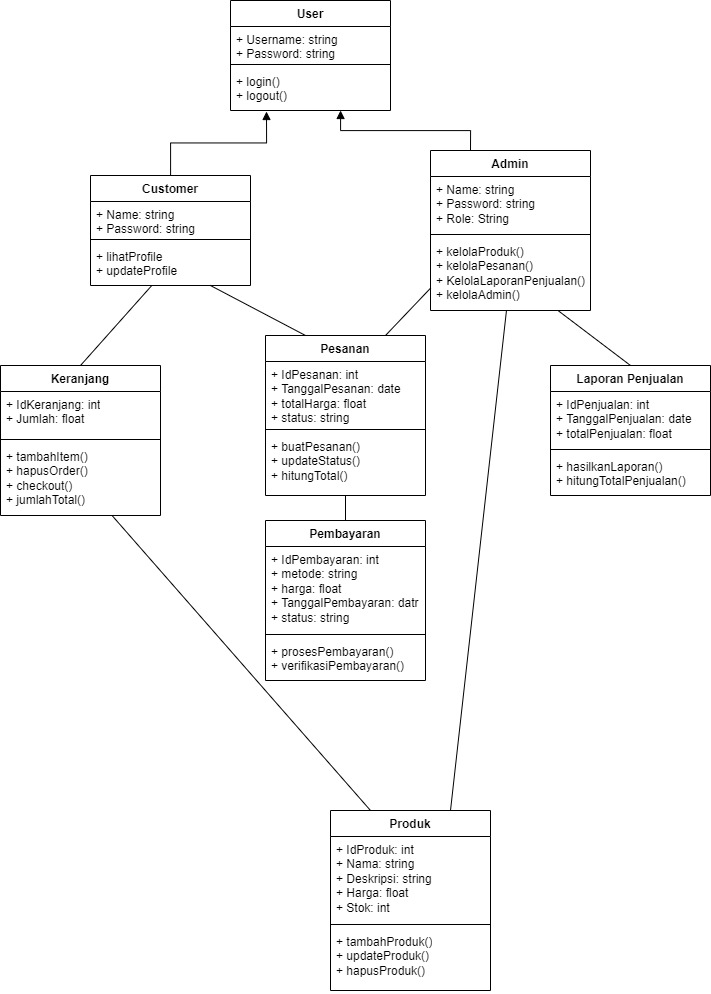 User
+ Username: string
+ Password: string
+ login()
+ logout()
Customer
+ Name: string
+ Password: string
+ lihatProfile
+ updateProfile
Admin
+ Name: string
+ Password: string
+ Role: String
+ kelolaProduk()
+ kelolaPesanan()
+ KelolaLaporanPenjualan()
+ kelolaAdmin()
Keranjang
+ IdKeranjang: int
+ Jumlah: float
+ tambahItem()
+ hapusOrder()
+ checkout()
+ jumlahTotal()
Pesanan
+ IdPesanan: int
+ TanggalPesanan: date
+ totalHarga: float
+ status: string
+ buatPesanan()
+ updateStatus()
+ hitungTotal()
Laporan Penjualan
+ IdPenjualan: int
+ TanggalPenjualan: date
+ totalPenjualan: float
+ hasilkanLaporan()
+ hitungTotalPenjualan()
Pembayaran
+ IdPembayaran: int
+ metode: string
+ harga: float
+ TanggalPembayaran: datr
+ status: string
+ prosesPembayaran()
+ verifikasiPembayaran()
Produk
+ IdProduk: int
+ Nama: string
+ Deskripsi: string
+ Harga: float
+ Stok: int
+ tambahProduk()
+ updateProduk()
+ hapusProduk()